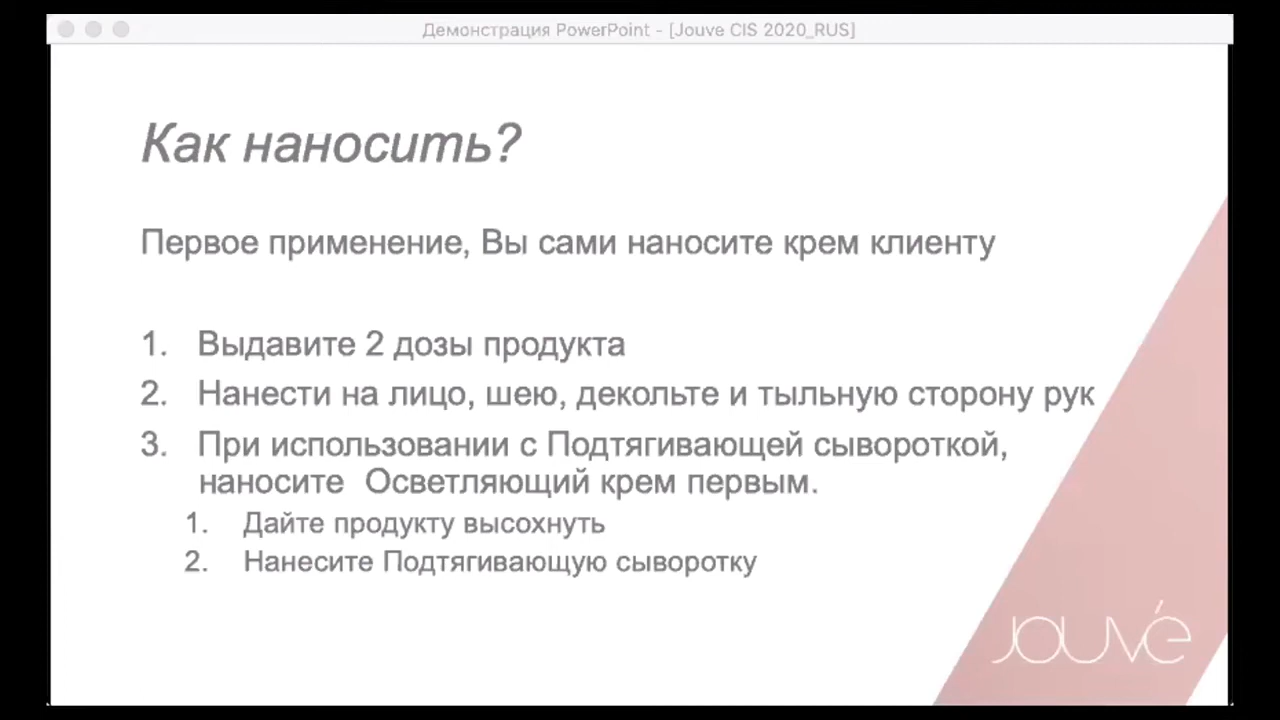 Демонстрация PowerPoint - [Jouve CIS 2020_RUS]
Как наносить?
Первое применение, Вы сами наносите крем клиенту
1. Выдавите 2 дозы продукта
2. Нанести на лицо, шею, декольте и тыльную сторону рук
3. При использовании с Подтягивающей сывороткой,
наносите Осветляющий крем первым.
1. Дайте продукту высохнуть
2. Нанесите Подтягивающую сыворотку
Jouvé